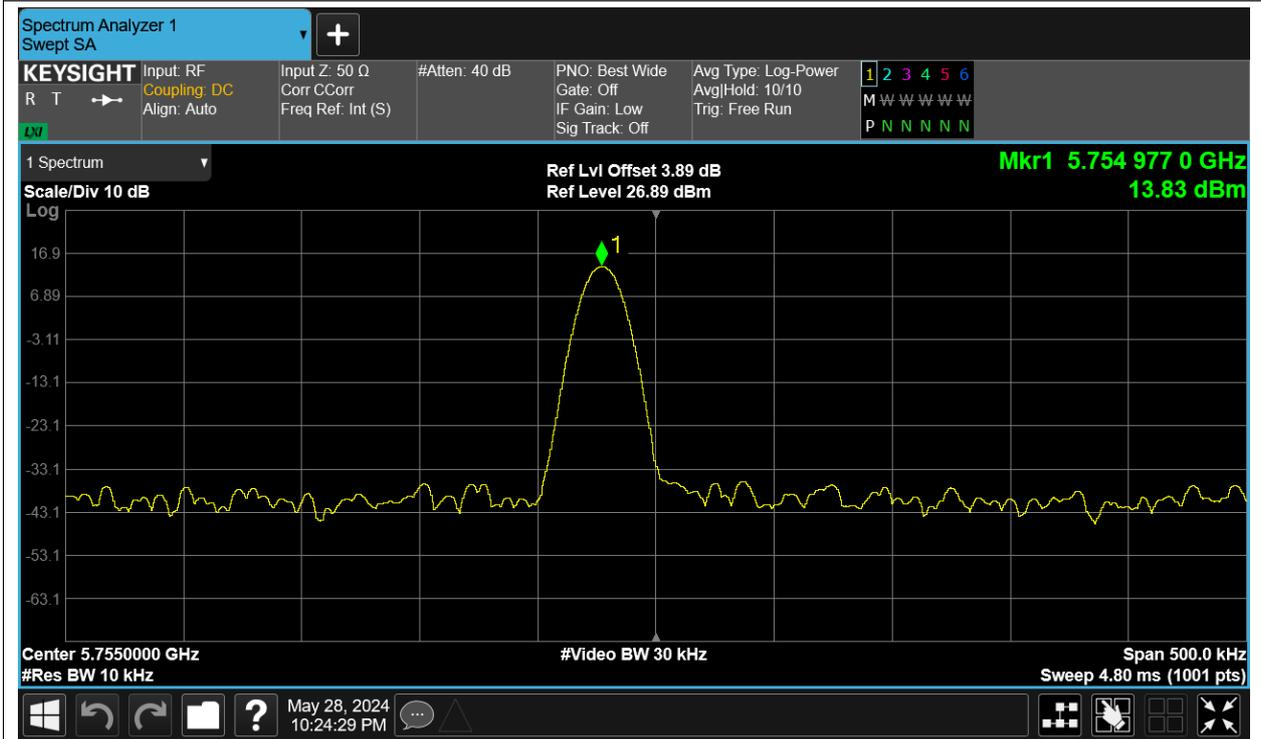 Spectrum Analyzer 1
Swept SA
+
KEYSIGHT
R T
LXI
Input: RF
Coupling: DC
Align: Auto
Input Z: 50 Ω
Corr CCorr
Freq Ref: Int (S)
#Atten: 40 dB
PNO: Best Wide
Gate: Off
IF Gain: Low
Sig Track: Off
Avg Type: Log-Power
Avg|Hold: 10/10
Trig: Free Run
1 2 3 4 5 6
M W W W W W W
P N N N N N N
1 Spectrum
Scale/Div 10 dB
Log
Ref Lvl Offset 3.89 dB
Ref Level 26.89 dBm
Mkr1 5.754 977 0 GHz
13.83 dBm
1
16.9
6.89
-3.11
-13.1
-23.1
-33.1
-43.1
-53.1
-63.1
Center 5.7550000 GHz
#Res BW 10 kHz
#Video BW 30 kHz
Span 500.0 kHz
Sweep 4.80 ms (1001 pts)
?
May 28, 2024
10:24:29 PM